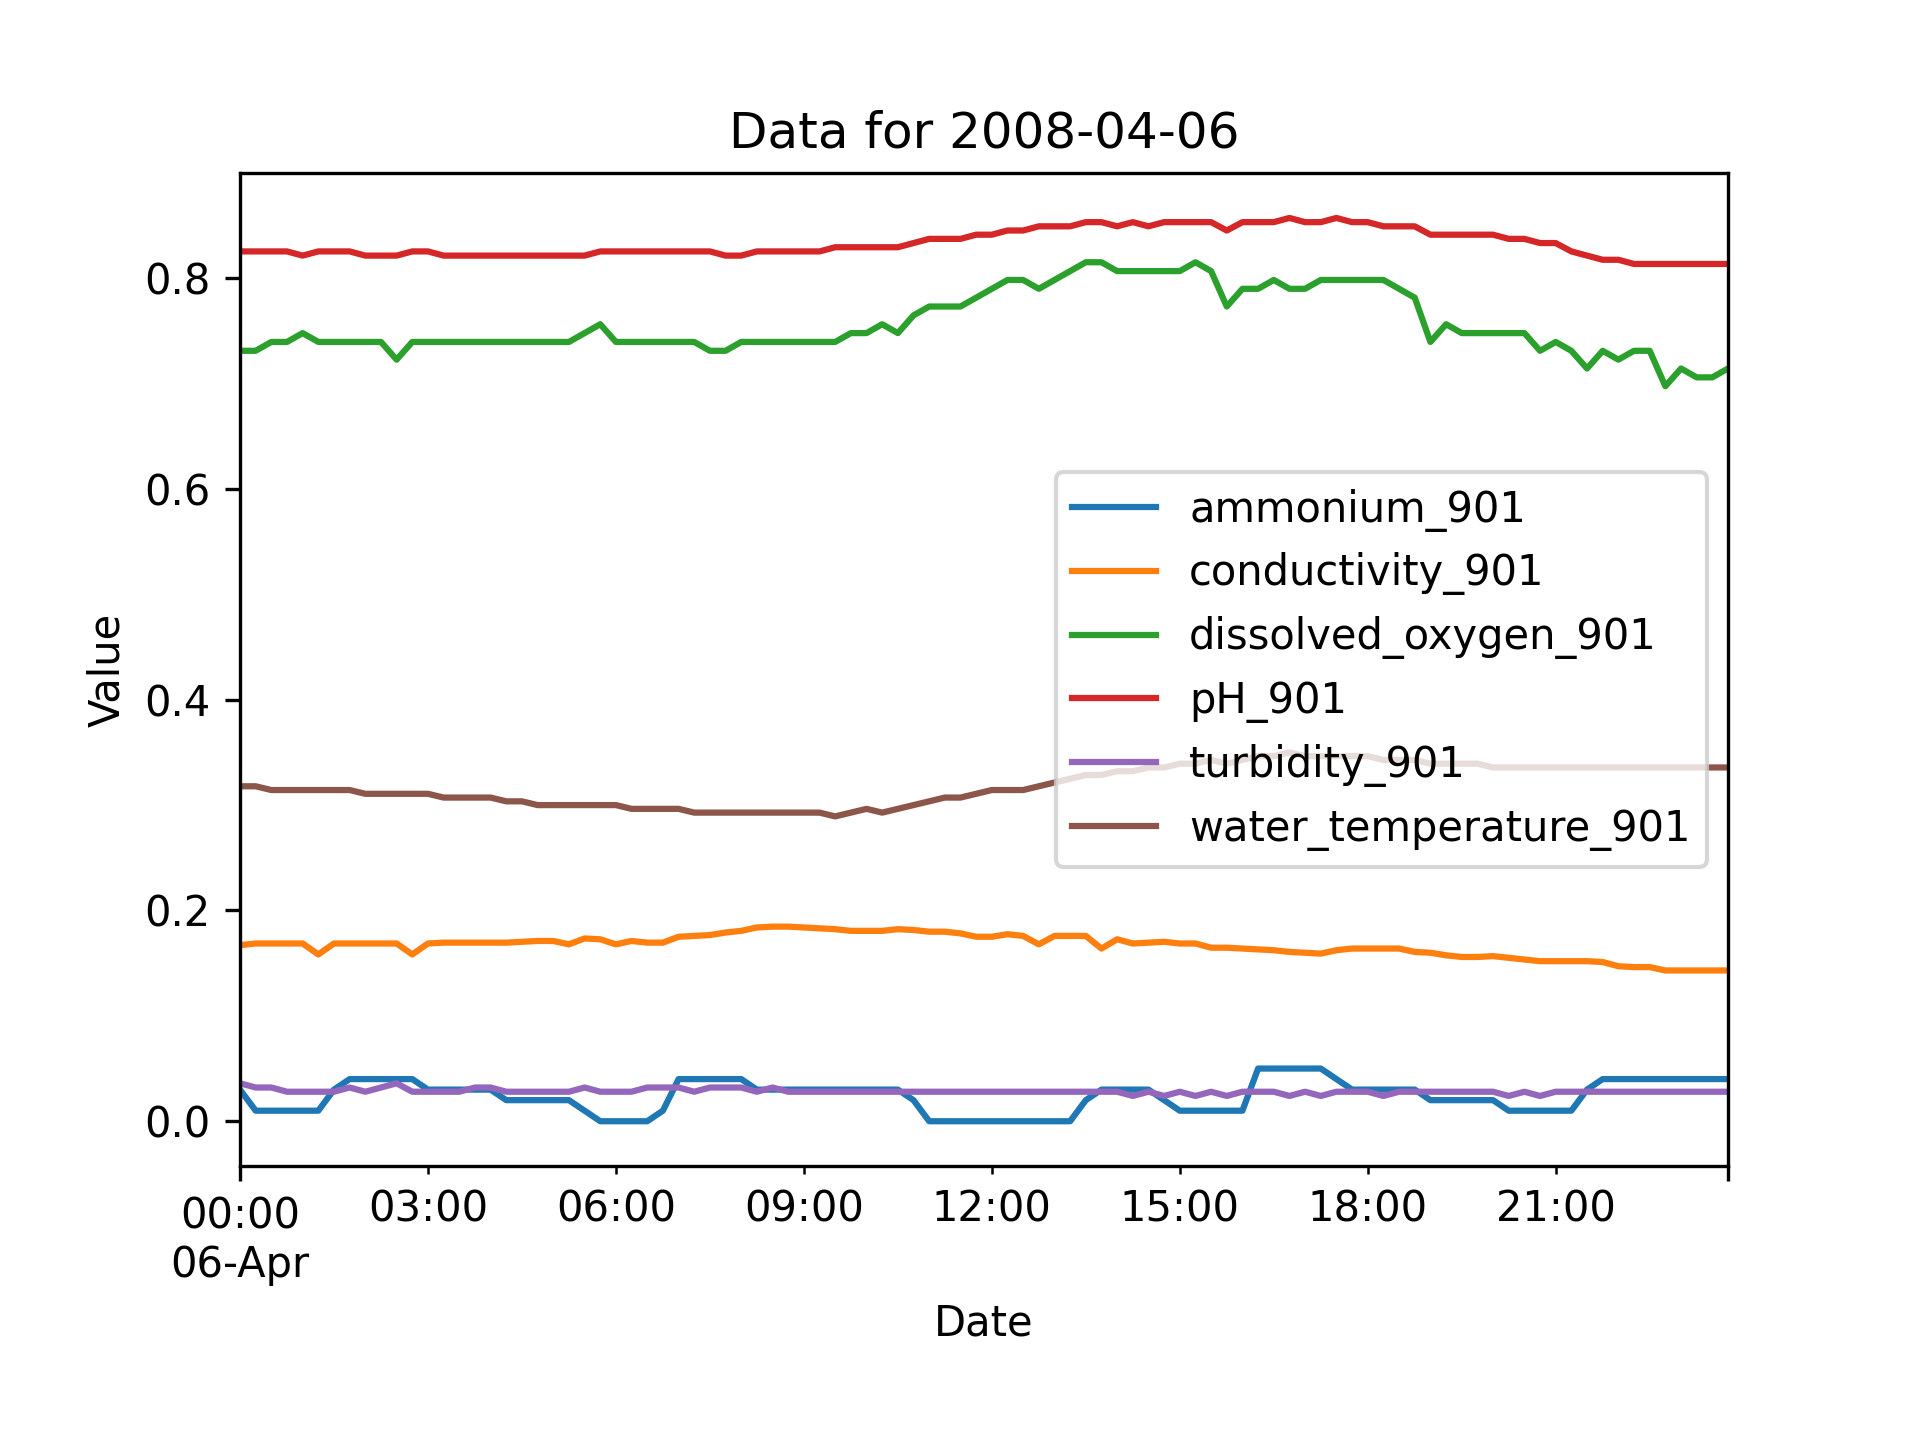 Data for 2008-04-06
Value
0.8
0.6
0.4
0.2
0.0
ammonium_901
conductivity_901
dissolved_oxygen_901
pH_901
turbidity_901
water_temperature_901
00:00 03:00 06:00 09:00 12:00 15:00 18:00 21:00
06-Apr
Date